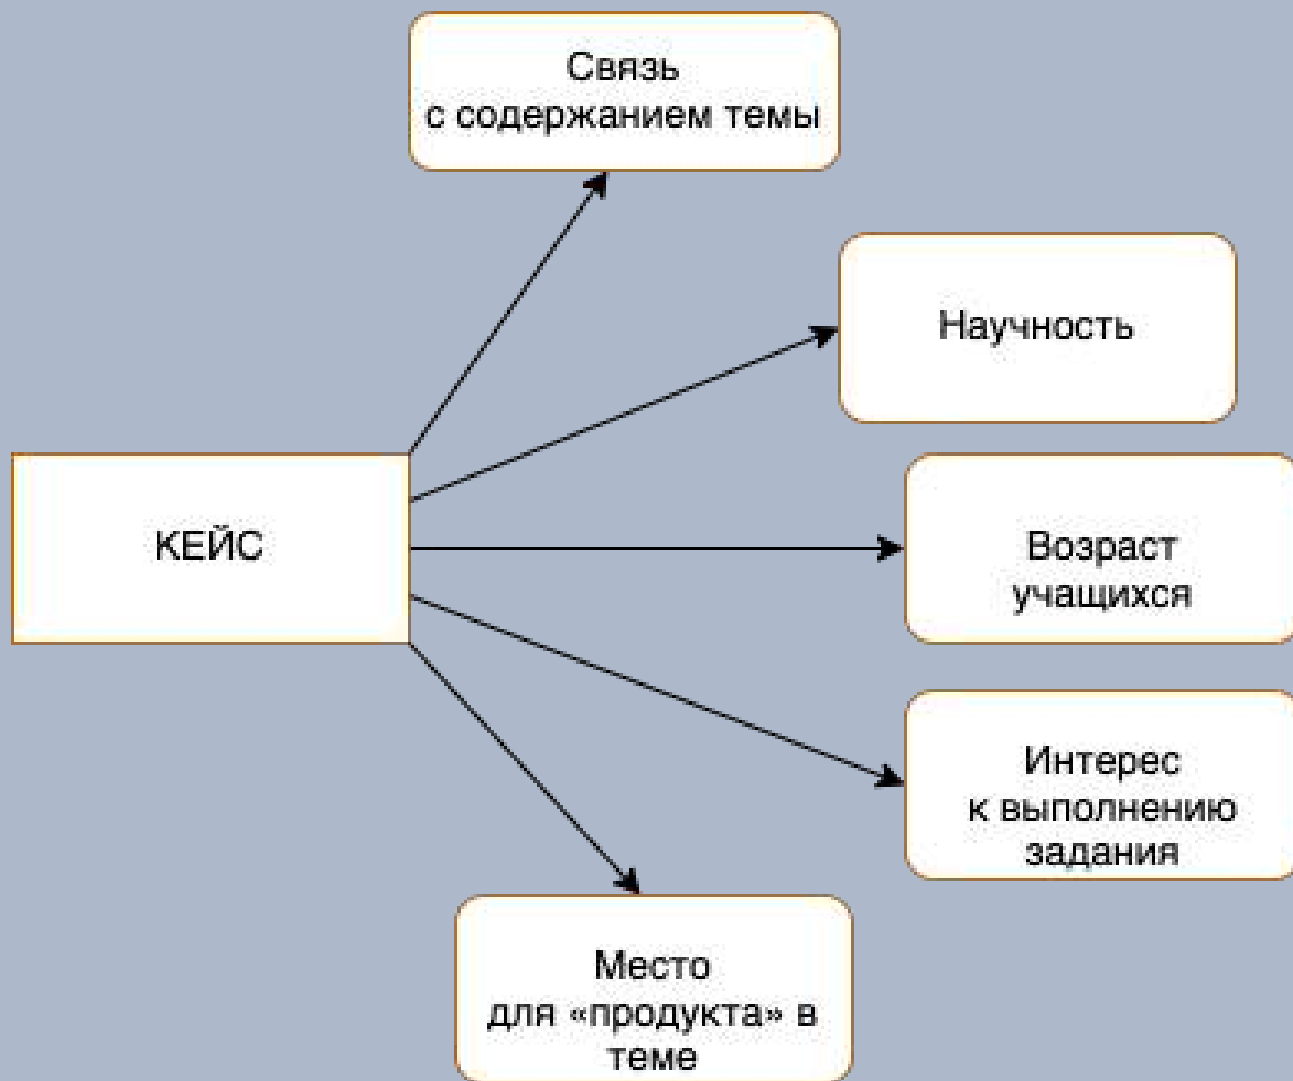 Связь
с содержанием темы
Научность
КЕЙС
Возраст
учащихся
Интерес
к выполнению
задания
Место
для «продукта» в
теме